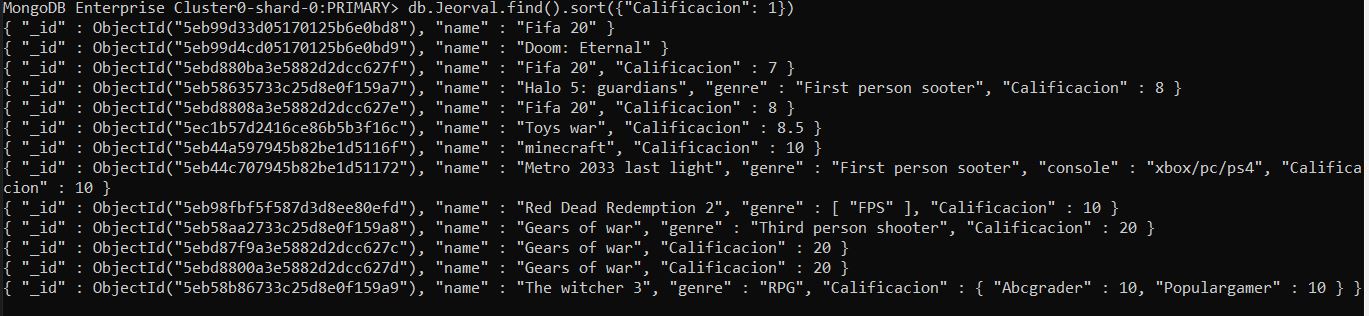 MongoDB Enterprise Cluster0-shard-0:PRIMARY> db.Jeorval.find().sort({"Calificacion": 1})
{ "_id" : ObjectId("5eb99d33d05170125b6e0bd8"), "name" : "Fifa 20" }
{ "_id" : ObjectId("5eb99d4cd05170125b6e0bd9"), "name" : "Doom: Eternal" }
{ "_id" : ObjectId("5ebd880ba3e5882d2dcc627f"), "name" : "Fifa 20", "Calificacion" : 7 }
{ "_id" : ObjectId("5eb58635733c25d8e0f159a7"), "name" : "Halo 5: guardians", "genre" : "First person sooter", "Calificacion" : 8 }
{ "_id" : ObjectId("5ebd8808a3e5882d2dcc627e"), "name" : "Fifa 20", "Calificacion" : 8 }
{ "_id" : ObjectId("5ec1b57d2416ce86b5b3f16c"), "name" : "Toys war", "Calificacion" : 8.5 }
{ "_id" : ObjectId("5eb44a597945b82be1d5116f"), "name" : "minecraft", "Calificacion" : 10 }
{ "_id" : ObjectId("5eb44c707945b82be1d51172"), "name" : "Metro 2033 last light", "genre" : "First person sooter", "console" : "xbox/pc/ps4", "Califica
cion" : 10 }
{ "_id" : ObjectId("5eb98fbf5f587d3d8ee80efd"), "name" : "Red Dead Redemption 2", "genre" : [ "FPS" ], "Calificacion" : 10 }
{ "_id" : ObjectId("5eb58aa2733c25d8e0f159a8"), "name" : "Gears of war", "genre" : "Third person shooter", "Calificacion" : 20 }
{ "_id" : ObjectId("5ebd87f9a3e5882d2dcc627c"), "name" : "Gears of war", "Calificacion" : 20 }
{ "_id" : ObjectId("5ebd8800a3e5882d2dcc627d"), "name" : "Gears of war", "Calificacion" : 20 }
{ "_id" : ObjectId("5eb58b86733c25d8e0f159a9"), "name" : "The witcher 3", "genre" : "RPG", "Calificacion" : { "Abcgrader" : 10, "Populargamer" : 10 } }